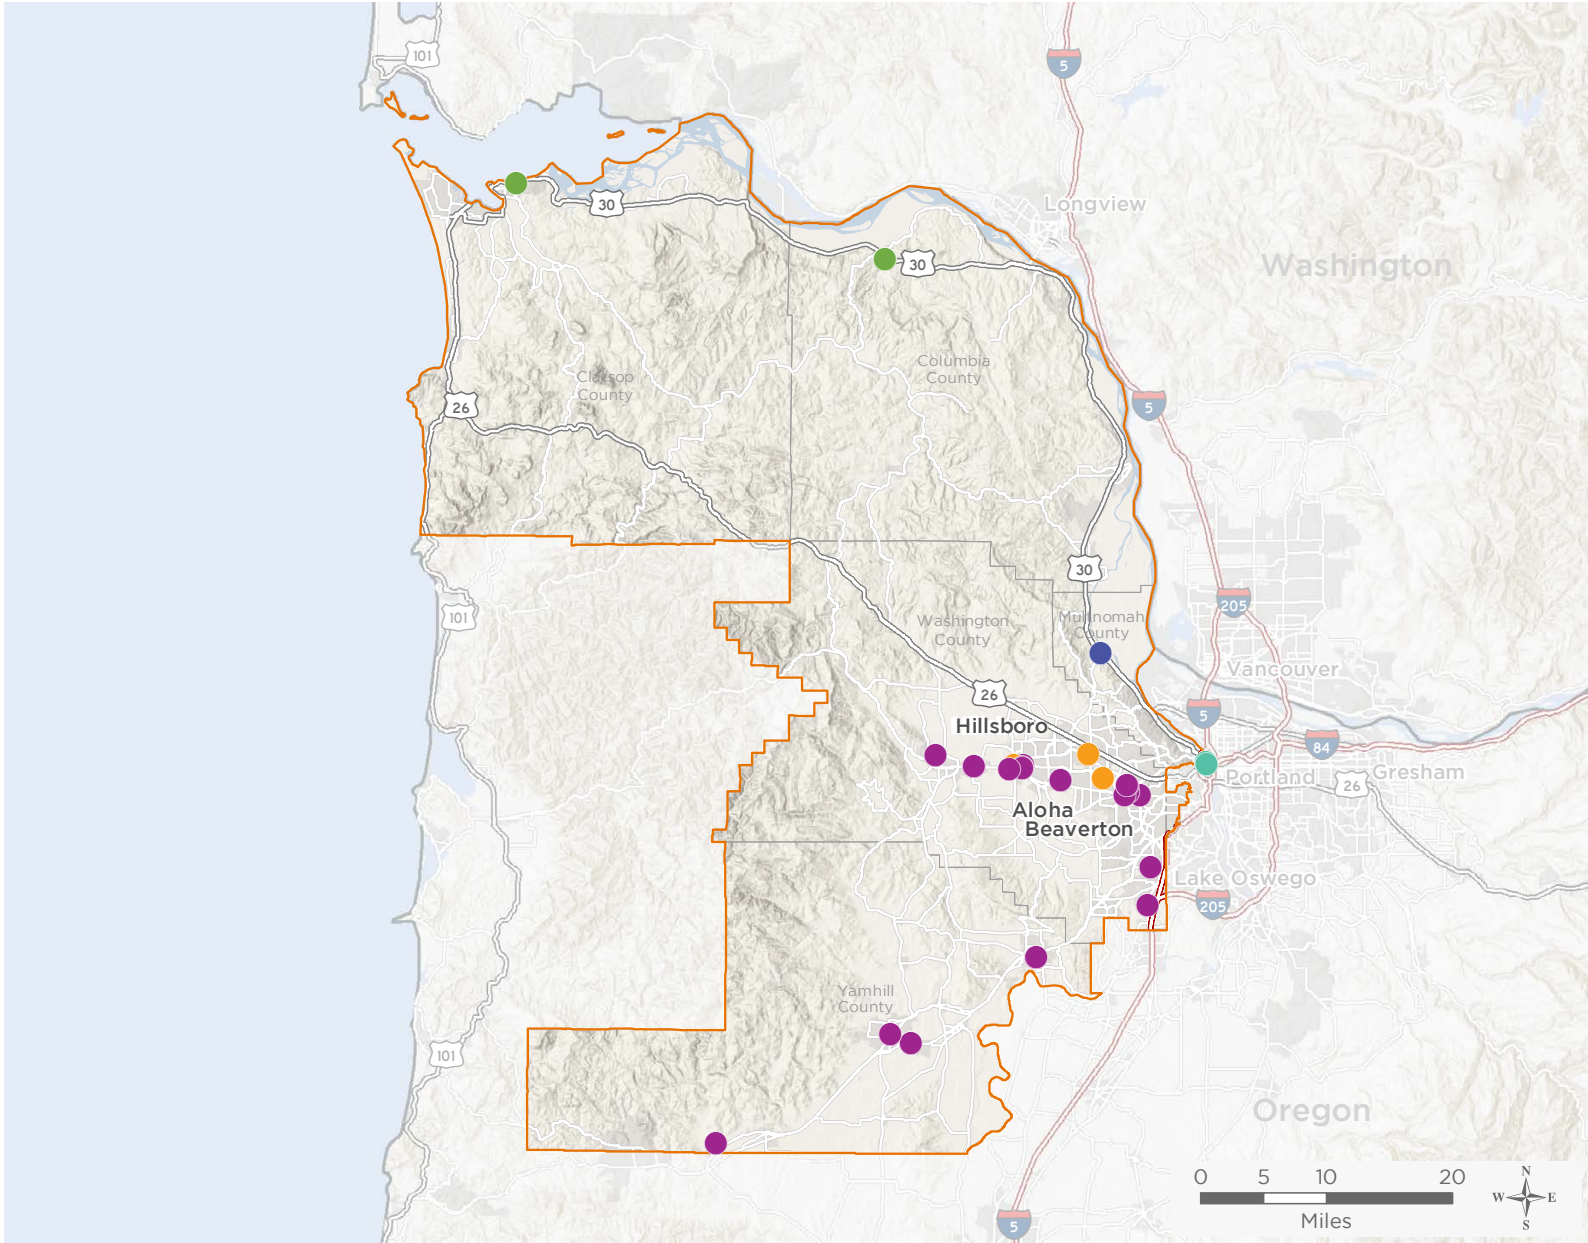 101
5
30
Longview
30
Washington
Columbia
County
Clatsop
County
26
5
30
205
101
Washington
County
Multnomah
County
Vancouver
26
5
Hillsboro
84
Portland
Gresham
26
Aloha
Beaverton
Lake Oswego
205
Yamhill
County
101
Oregon
0 5 10 20
Miles
N
W E
S
5